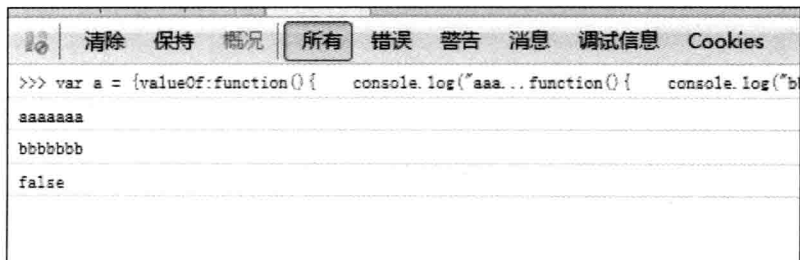 清除 保持 概况 所有 错误 警告 消息 调试信息 Cookies
>>> var a = {valueOf:function(){ console.log("aaa...function(){ console.log("b
aaaaaaa
bbbbbbb
false